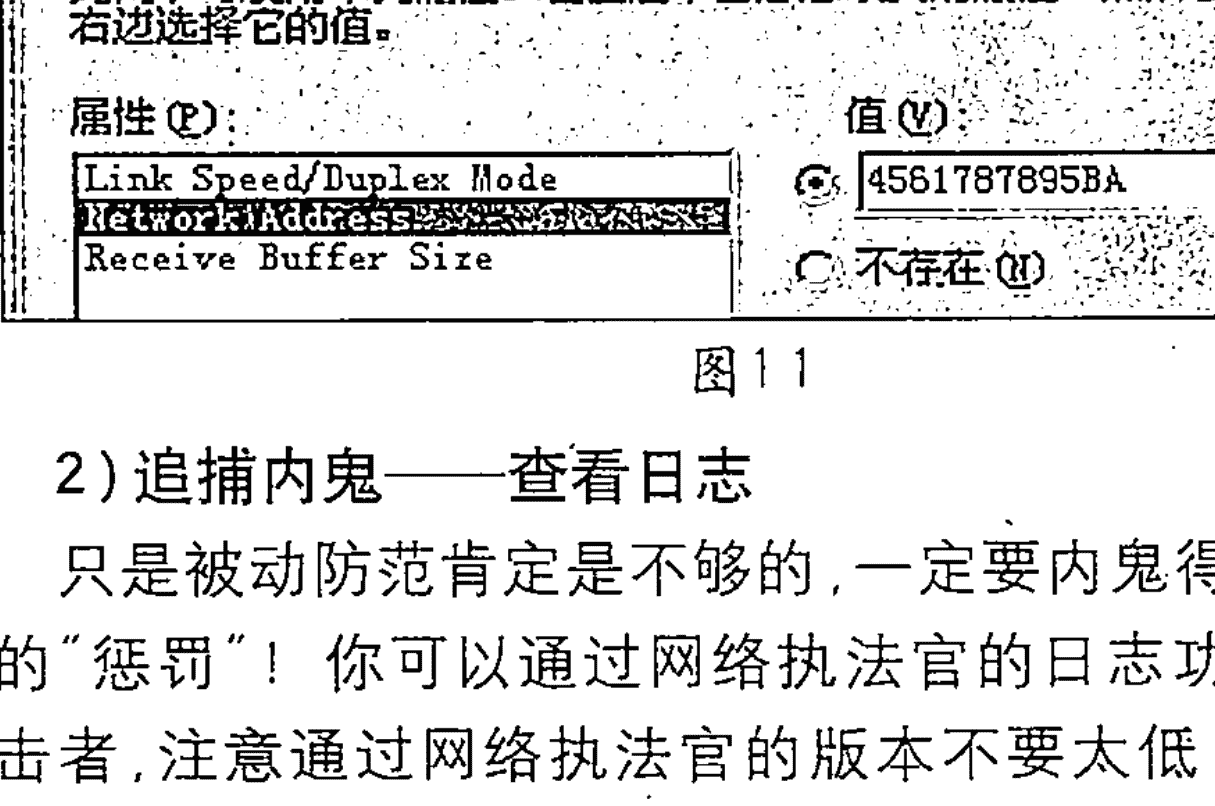 右边选择它的值。
属性(P):
值(V):
Link Speed/Duplex Mode
4561787895BA
Network Address
Receive Buffer Size
不存在(N)
图11
2)追捕内鬼——查看日志
只是被动防范肯定是不够的,一定要内鬼得
的“惩罚”! 你可以通过网络执法官的日志功
击者,注意通过网络执法官的版本不要太低